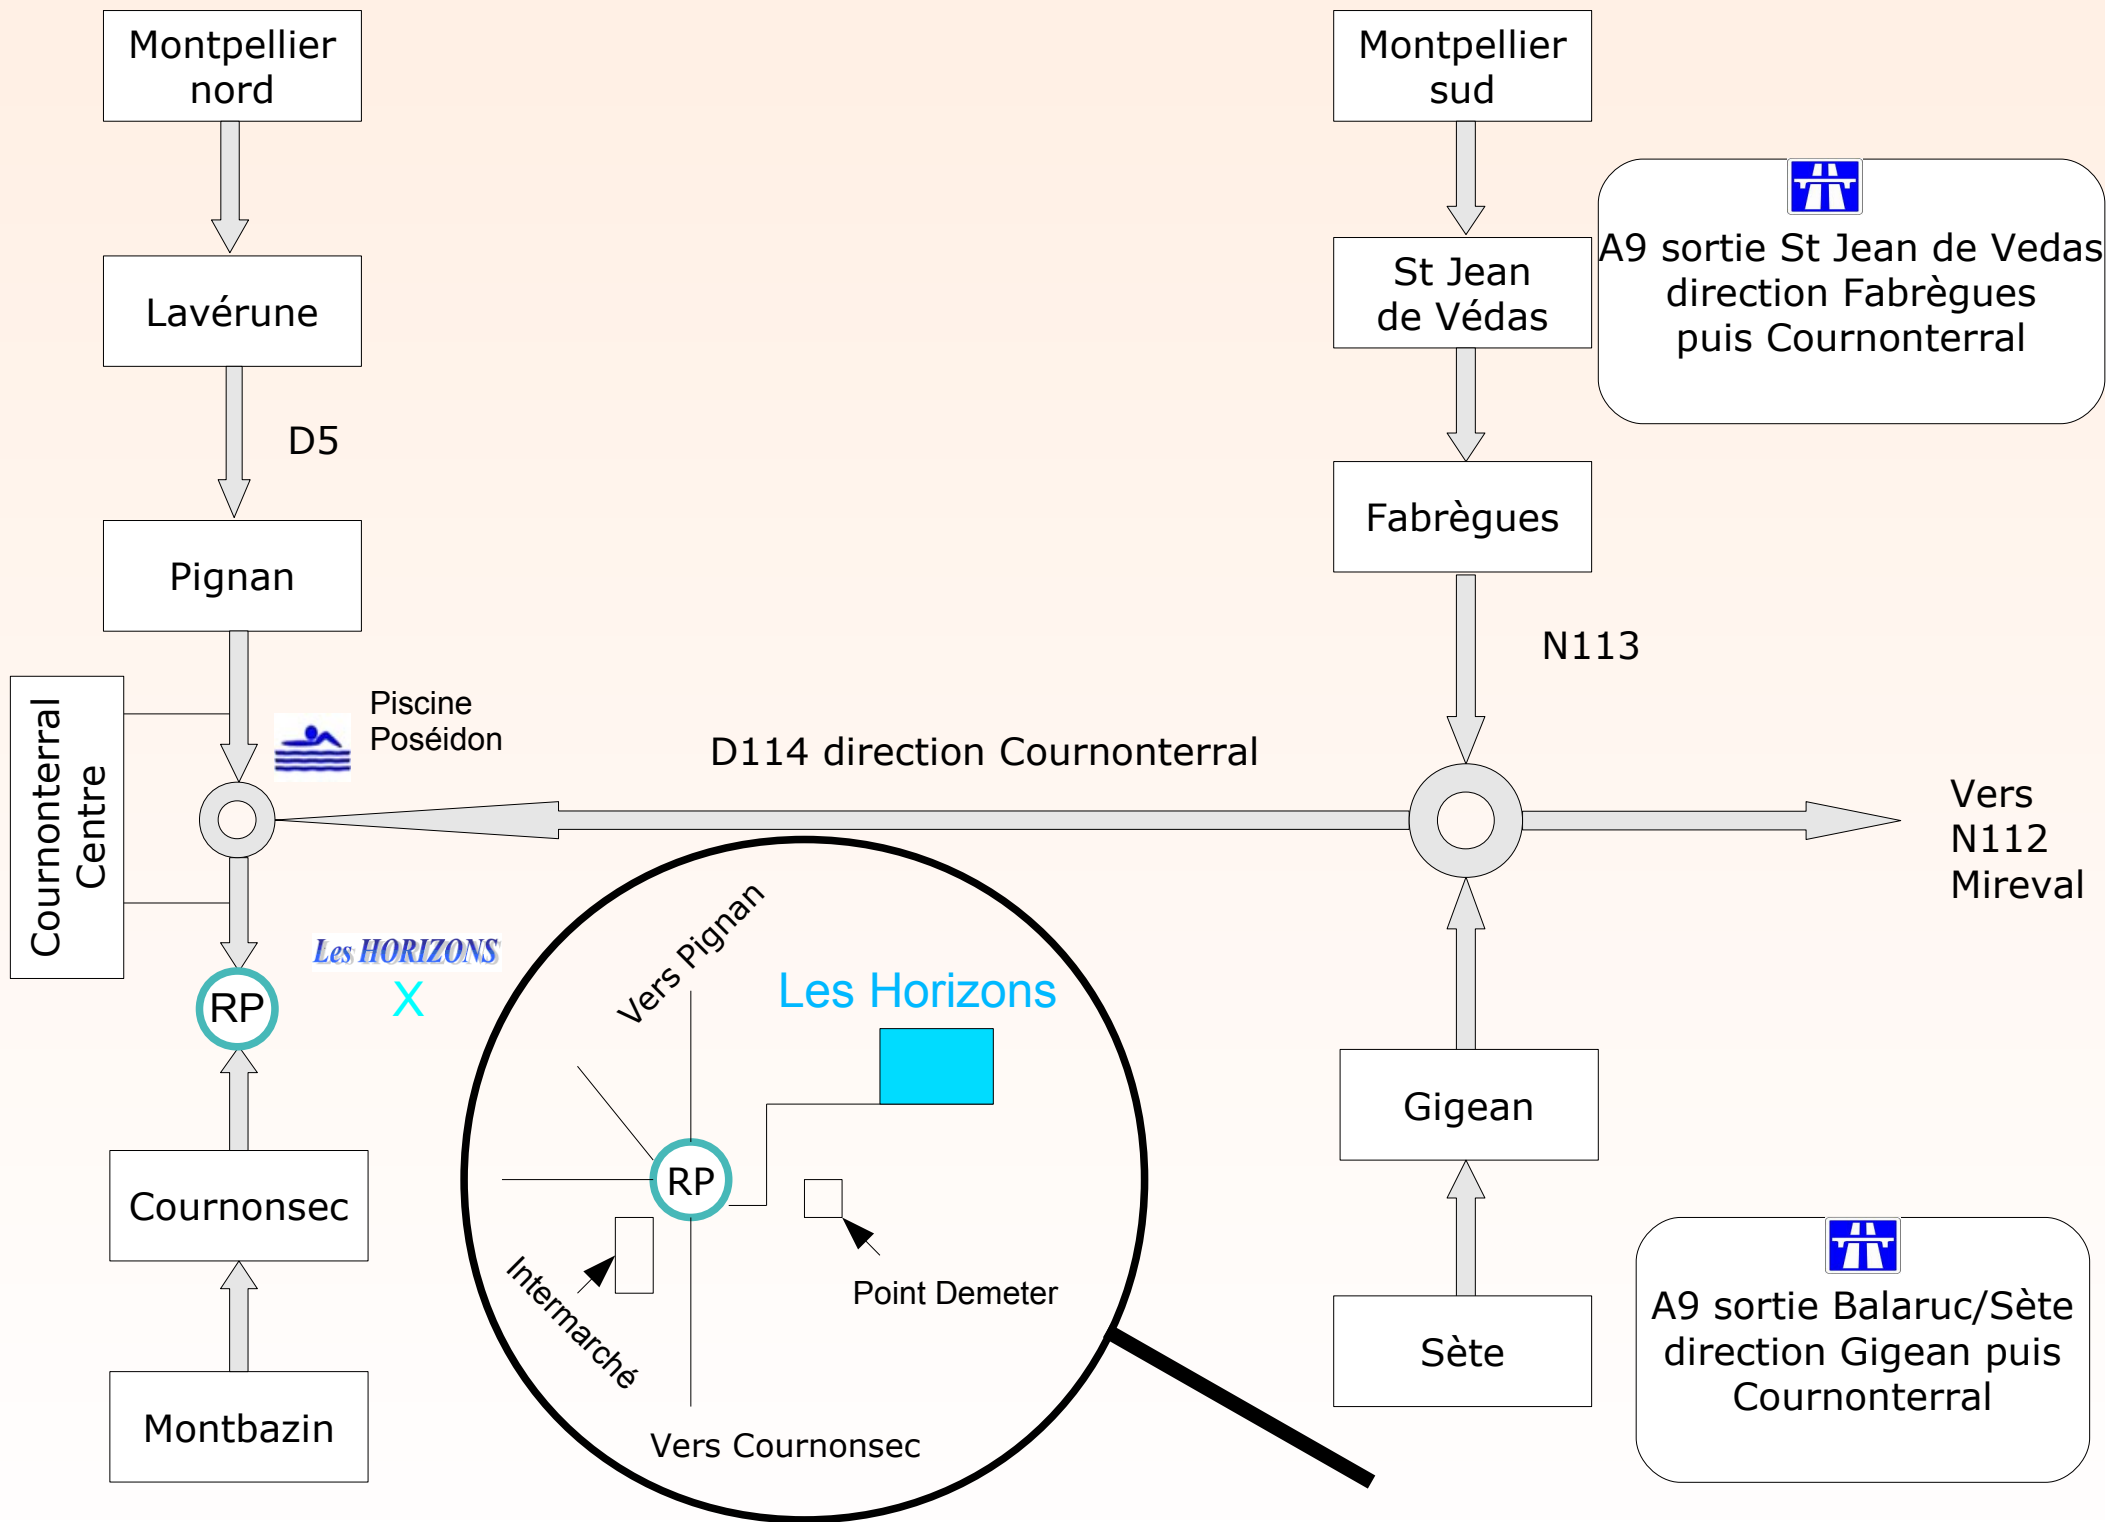 Montpellier
nord
Lavérune
D5
Pignan
Cournonterral
Centre
Piscine
Poséidon
Les HORIZONS
X
RP
Cournonsec
Montbazin
Montpellier
sud
St Jean
de Védas
A9 sortie St Jean de Vedas
direction Fabrègues
puis Cournonterral
Fabrègues
N113
D114 direction Cournonterral
Vers
N112
Mireval
Gigean
Sète
A9 sortie Balaruc/Sète
direction Gigean puis
Cournonterral
Vers Pignan
Les Horizons
RP
Intermarché
Point Demeter
Vers Cournonsec